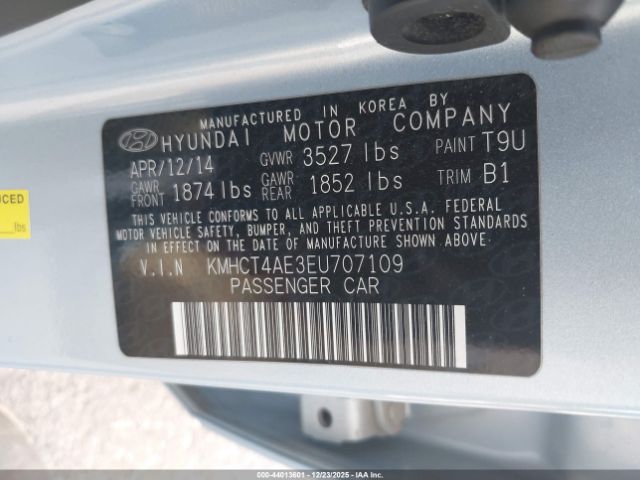 MANUFACTURED IN KOREA BY
HYUNDAI MOTOR COMPANY
APR/12/14 GVWR 3527 lbs PAINT T9U
GAWR FRONT 1874 lbs GAWR REAR 1852 lbs TRIM B1
THIS VEHICLE CONFORMS TO ALL APPLICABLE U.S.A. FEDERAL
MOTOR VEHICLE SAFETY, BUMPER, AND THEFT PREVENTION STANDARDS
IN EFFECT ON THE DATE OF MANUFACTURE SHOWN ABOVE.
V.I.N KMHCT4AE3EU707109
PASSENGER CAR
lbs
000-44013601 - 12/23/2025 - IAAI.COM